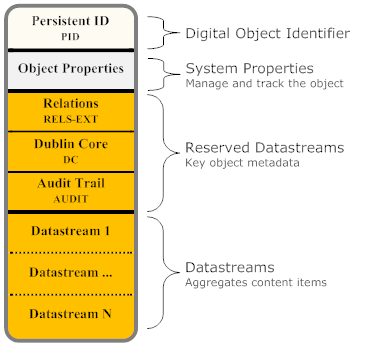 Persistent ID
PID
Digital Object Identifier
Object Properties
System Properties
Manage and track the object
Relations
RELS-EXT
Dublin Core
DC
Audit Trail
AUDIT
Reserved Datastreams
Key object metadata
Datastream 1
Datastream ...
Datastream N
Datastreams
Aggregates content items